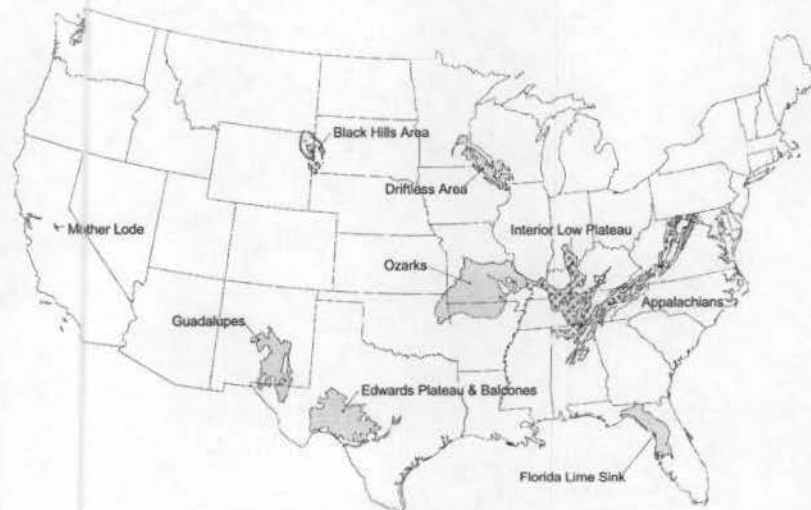 Black Hills Area
Driftless Area
Mother Lode
Interior Low Plateau
Ozarks
Appalachians
Guadalupes
Edwards Plateau & Balcones
Florida Lime Sink